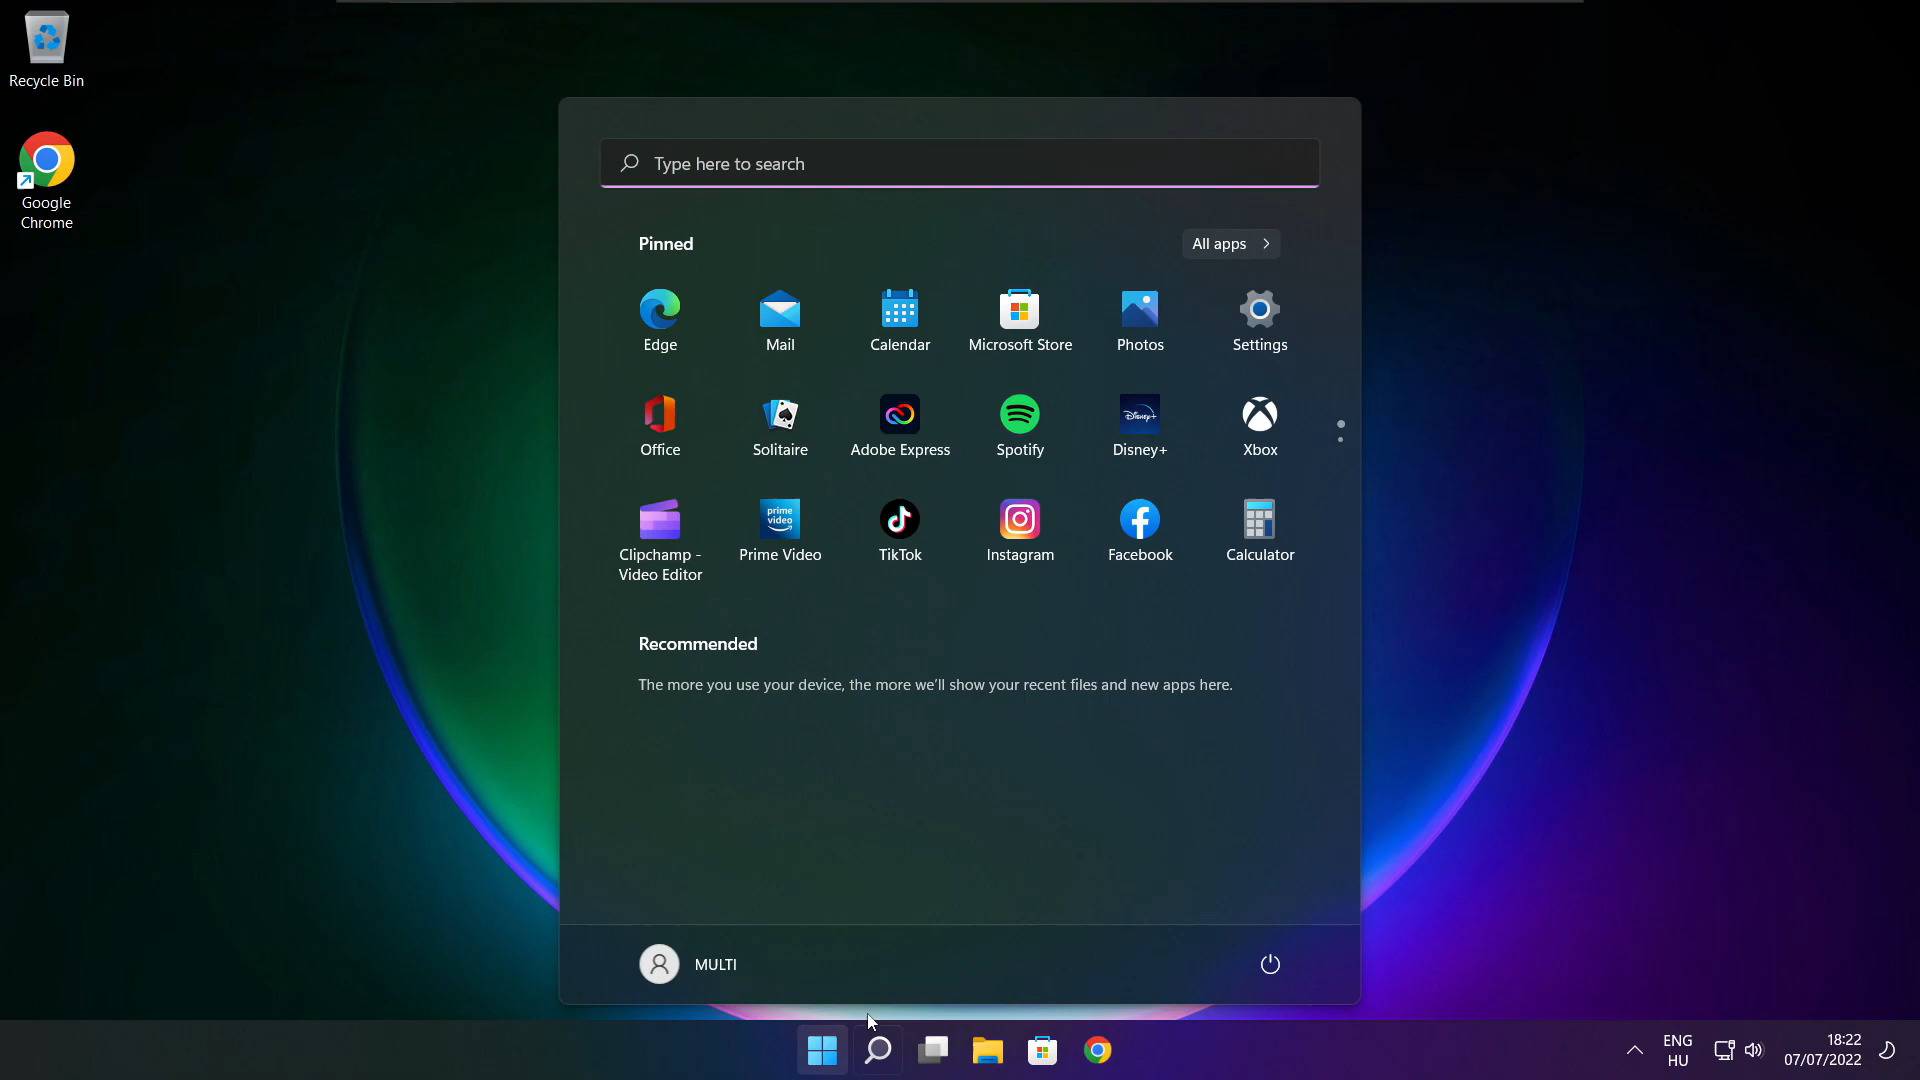 Recycle Bin
Google
Chrome
Type here to search
Pinned
All apps
Edge
Mail
Calendar
Microsoft Store
Photos
Settings
Office
Solitaire
Adobe Express
Spotify
Disney+
Disney+
Xbox
prime
video
Clipchamp -
Video Editor
Prime Video
TikTok
Instagram
Facebook
Calculator
Recommended
The more you use your device, the more we'll show your recent files and new apps here.
MULTI
ENG
HU
18:22
07/07/2022